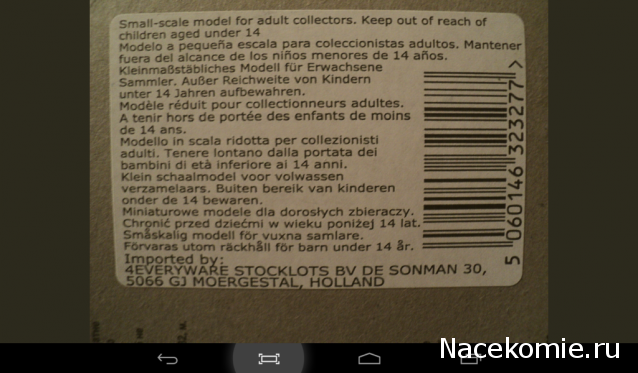 Small-scale model for adult collectors. Keep out of reach of
children aged under 14
Modelo a pequeña escala para coleccionistas adultos. Mantener
fuera del alcance de los niños menores de 14 años.
Kleinmaßstäbliches Modell für Erwachsene
Sammler. Außer Reichweite von Kindern
unter 14 Jahren aufbewahren.
Modèle réduit pour collectionneurs adultes.
A tenir hors de portée des enfants de moins
de 14 ans.
Modello in scala ridotta per collezionisti
adulti. Tenere lontano dalla portata dei
bambini di età inferiore ai 14 anni.
Klein schaalmodel voor volwassen
verzamelaars. Buiten bereik van kinderen
onder de 14 bewaren.
Miniaturowe modele dla dorosłych zbieraczy.
Chronić przed dziećmi w wieku poniżej 14 lat.
Småskalig modell för vuxna samlare.
Förvaras utom räckhåll för barn under 14 år.
Imported by:
4EVERYWARE STOCKLOTS BV DE SONMAN 30,
5066 GJ MOERGESTAL, HOLLAND
5 060146 323277 >
Nacekomie.ru